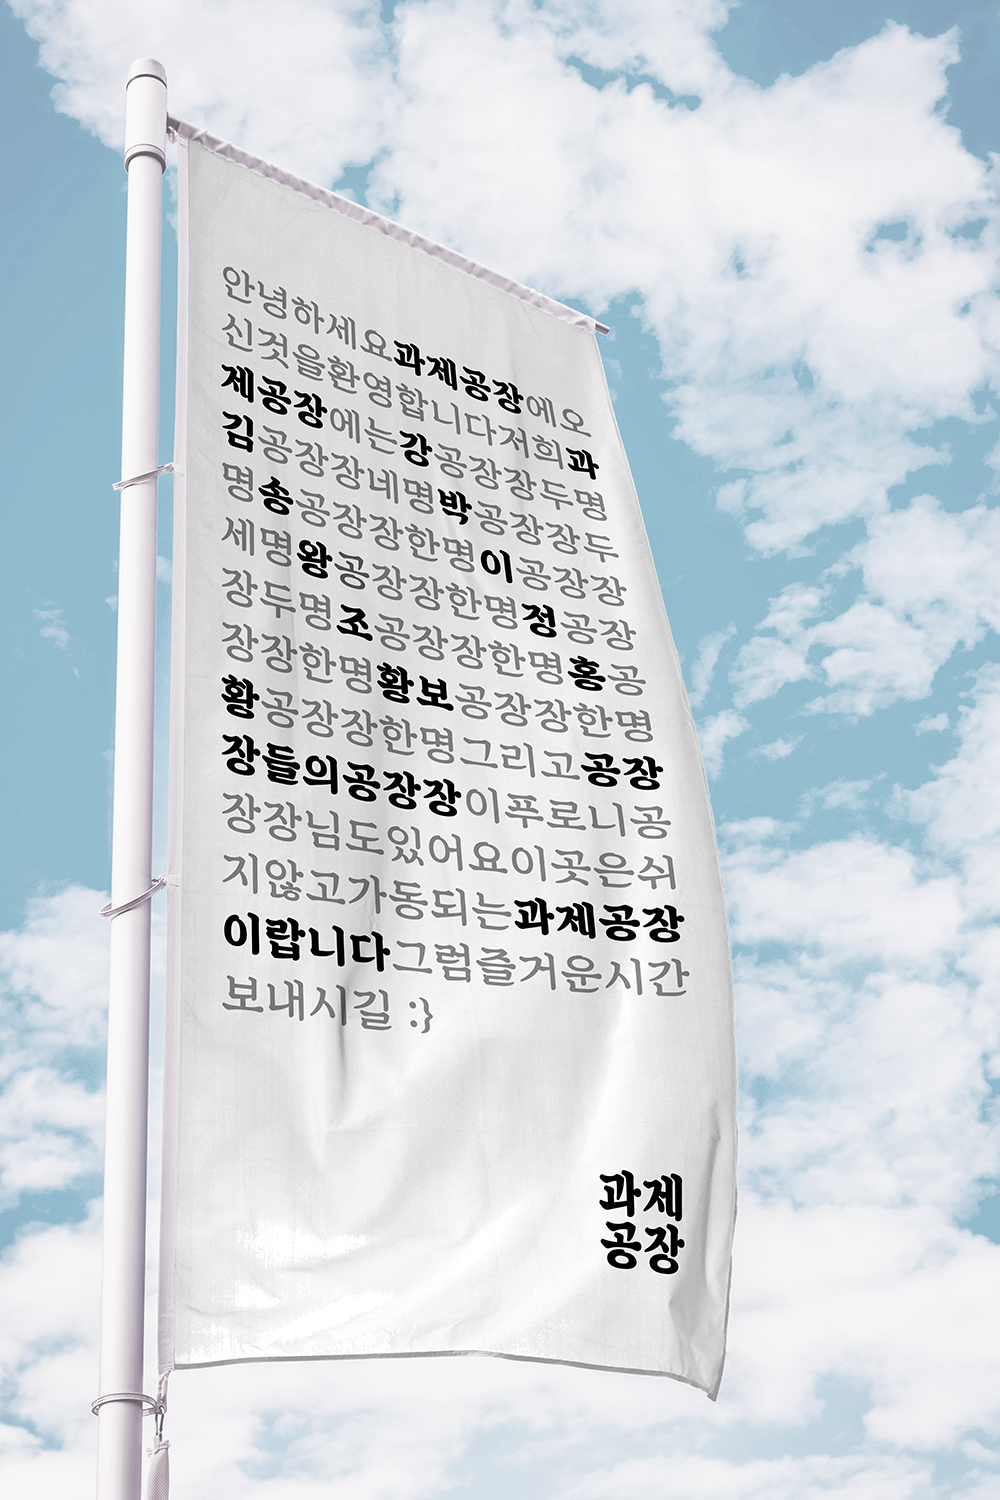 안녕하세요과제공장에오
신것을환영합니다저희과
제공장에는강공장장두명
김공장장네명박공장장두
명송공장장한명이공장장
세명왕공장장한명정공장
장두명조공장장한명홍공
장장한명황보공장장한명
황공장장한명그리고공장
장들의공장장이푸로니공
장장님도있어요이곳은쉬
지않고가동되는과제공장
이랍니다그럼즐거운시간
보내시길 :}
과제
공장